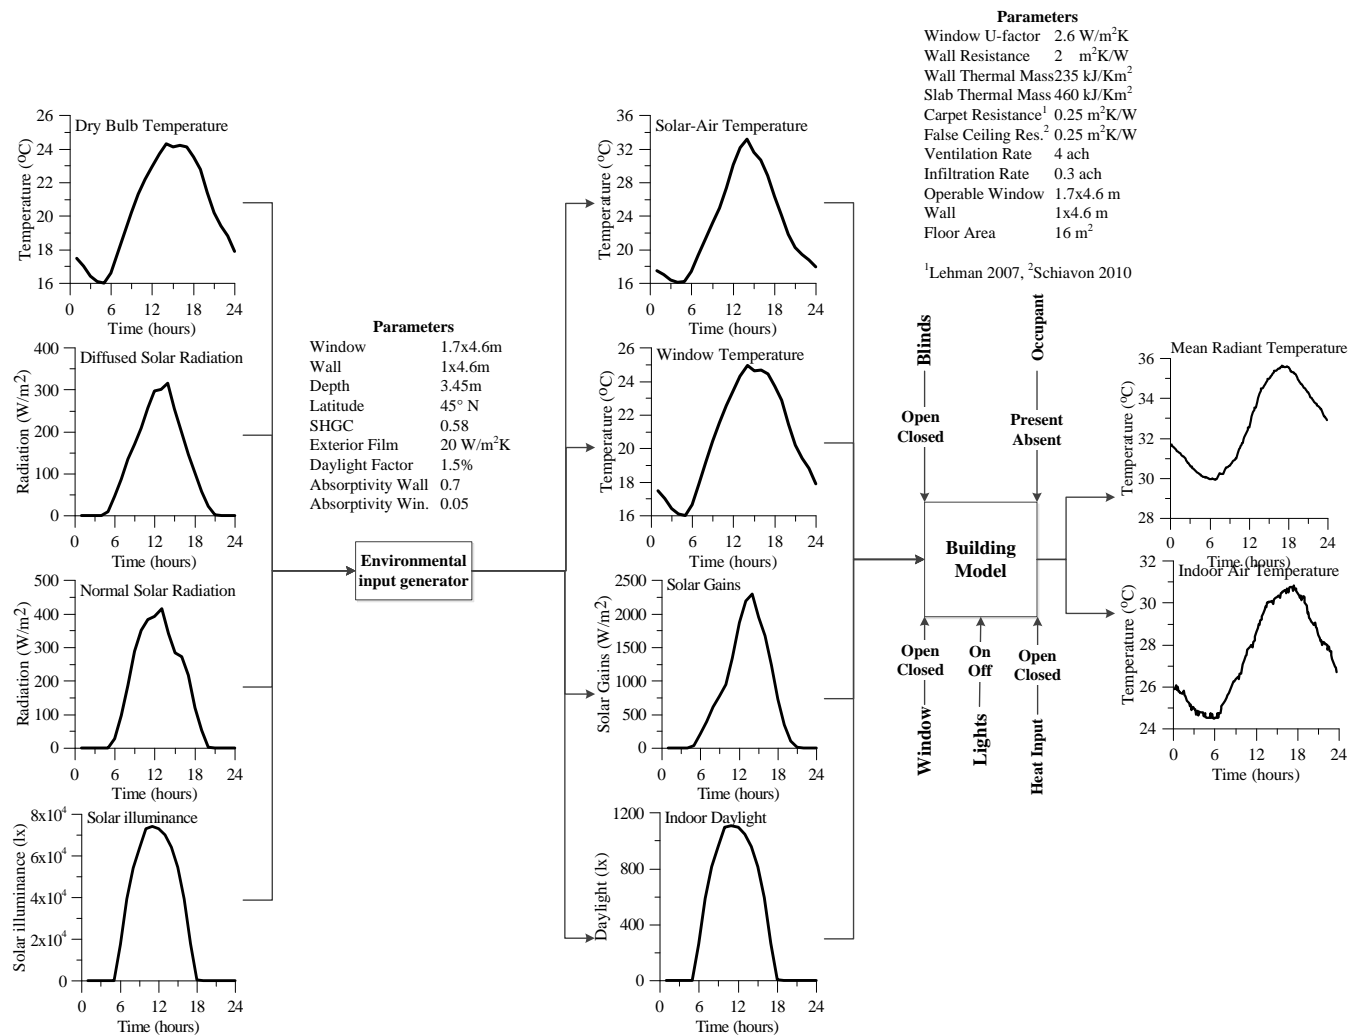 Parameters
Window U-factor 2.6 W/m²K
Wall Resistance 2 m²K/W
Wall Thermal Mass 235 kJ/Km²
Slab Thermal Mass 460 kJ/Km²
Carpet Resistance¹ 0.25 m²K/W
False Ceiling Res.² 0.25 m²K/W
Ventilation Rate 4 ach
Infiltration Rate 0.3 ach
Operable Window 1.7x4.6 m
Wall 1x4.6 m
Floor Area 16 m²
¹Lehman 2007, ²Schiavon 2010
Dry Bulb Temperature
Temperature (°C)
26
24
22
20
18
16
0 6 12 18 24
Time (hours)
Diffused Solar Radiation
Radiation (W/m2)
400
300
200
100
0
0 6 12 18 24
Time (hours)
Normal Solar Radiation
Radiation (W/m2)
500
400
300
200
100
0
0 6 12 18 24
Time (hours)
Solar illuminance
Solar illuminance (lx)
8x10⁴
6x10⁴
4x10⁴
2x10⁴
0
0 6 12 18 24
Time (hours)
Parameters
Window 1.7x4.6m
Wall 1x4.6m
Depth 3.45m
Latitude 45° N
SHGC 0.58
Exterior Film 20 W/m²K
Daylight Factor 1.5%
Absorptivity Wall 0.7
Absorptivity Win. 0.05
Environmental
input generator
Solar-Air Temperature
Temperature (°C)
36
32
28
24
20
16
0 6 12 18 24
Time (hours)
Window Temperature
Temperature (°C)
26
24
22
20
18
16
0 6 12 18 24
Time (hours)
Solar Gains
Solar Gains (W/m2)
2500
2000
1500
1000
500
0
0 6 12 18 24
Time (hours)
Indoor Daylight
Daylight (lx)
1200
800
400
0
0 6 12 18 24
Time (hours)
Blinds
Open
Closed
Occupant
Present
Absent
Building
Model
Open
Closed
Window
On
Off
Lights
Open
Closed
Heat Input
Mean Radiant Temperature
Temperature (°C)
36
34
32
30
28
0 6 12 18 24
Time (hours)
Indoor Air Temperature
Temperature (°C)
32
30
28
26
24
0 6 12 18 24
Time (hours)